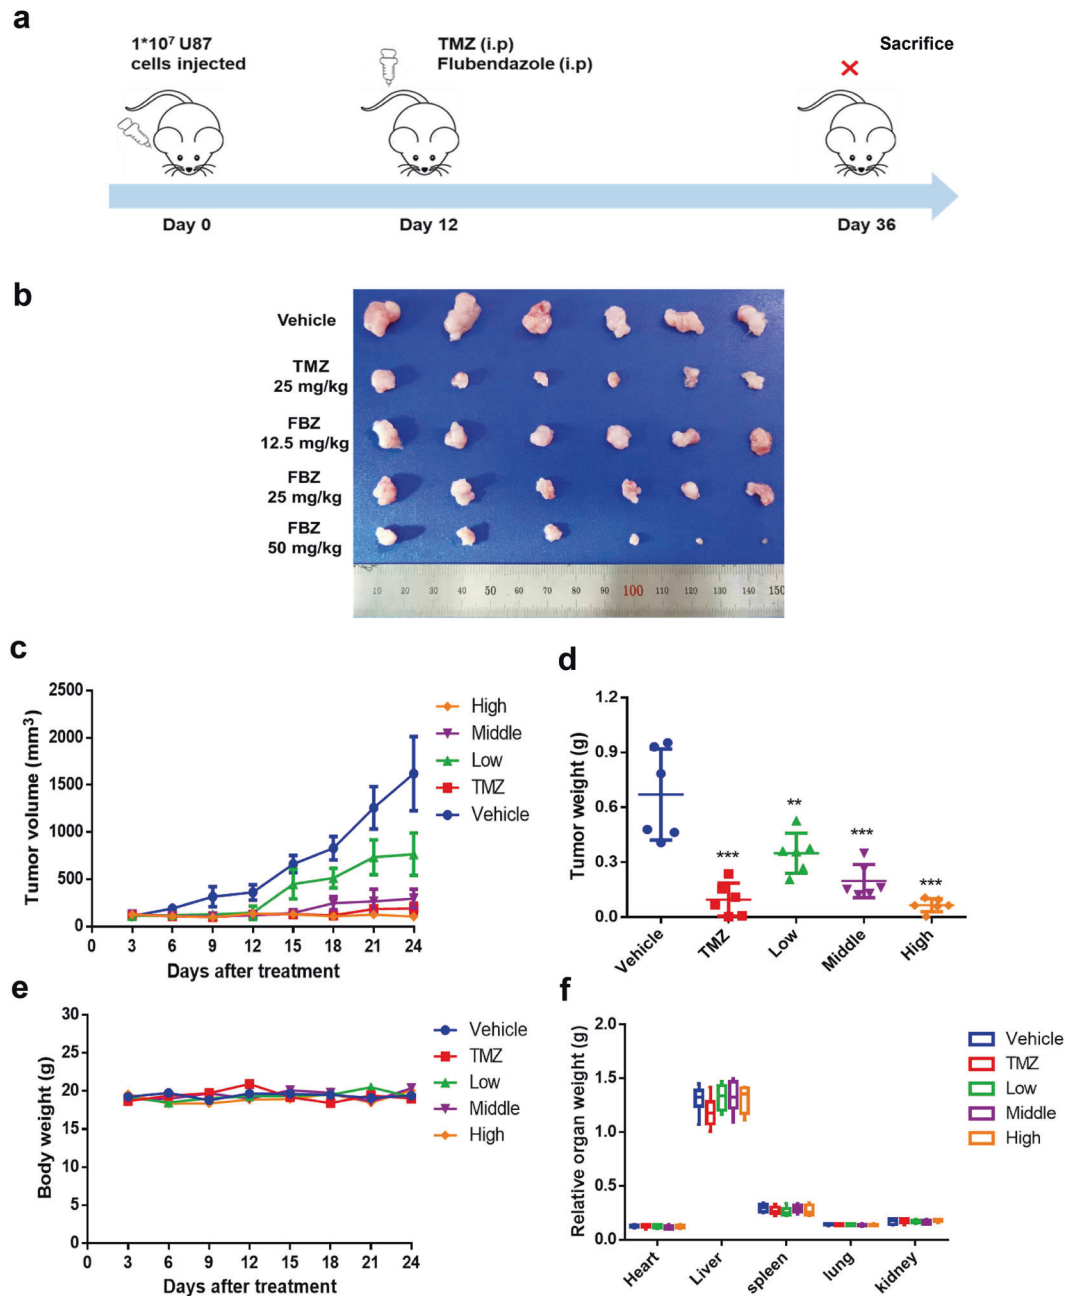 a
1*10⁷ U87
cells injected
TMZ (i.p)
Flubendazole (i.p)
Sacrifice
Day 0
Day 12
Day 36
b
Vehicle
TMZ
25 mg/kg
FBZ
12.5 mg/kg
FBZ
25 mg/kg
FBZ
50 mg/kg
10 20 30 40 50 60 70 80 90 100 110 120 130 140 150
c
Tumor volume (mm³)
2500
2000
1500
1000
500
0
0 3 6 9 12 15 18 21 24
Days after treatment
High
Middle
Low
TMZ
Vehicle
d
Tumor weight (g)
1.2
0.9
0.6
0.3
0.0
***
**
***
***
Vehicle
TMZ
Low
Middle
High
e
Body weight (g)
30
25
20
15
10
5
0
0 3 6 9 12 15 18 21 24
Days after treatment
Vehicle
TMZ
Low
Middle
High
f
Relative organ weight (g)
2.0
1.5
1.0
0.5
0.0
Heart
Liver
spleen
lung
kidney
Vehicle
TMZ
Low
Middle
High